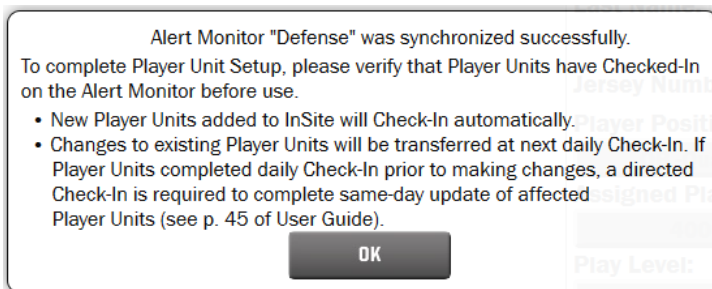 Alert Monitor "Defense" was synchronized successfully.
To complete Player Unit Setup, please verify that Player Units have Checked-In
on the Alert Monitor before use.
• New Player Units added to InSite will Check-In automatically.
• Changes to existing Player Units will be transferred at next daily Check-In. If
Player Units completed daily Check-In prior to making changes, a directed
Check-In is required to complete same-day update of affected
Player Units (see p. 45 of User Guide).
OK
Last Name:
Jersey Numb
Player Positi
Assigned Pla
Play Level: